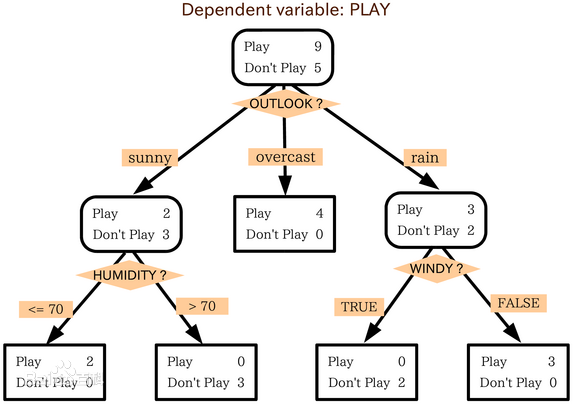 Dependent variable: PLAY
Play 9
Don't Play 5
OUTLOOK ?
sunny
overcast
rain
Play 2
Don't Play 3
Play 4
Don't Play 0
Play 3
Don't Play 2
HUMIDITY ?
WINDY ?
<= 70
> 70
TRUE
FALSE
Play 2
Don't Play 0
Play 0
Don't Play 3
Play 0
Don't Play 2
Play 3
Don't Play 0